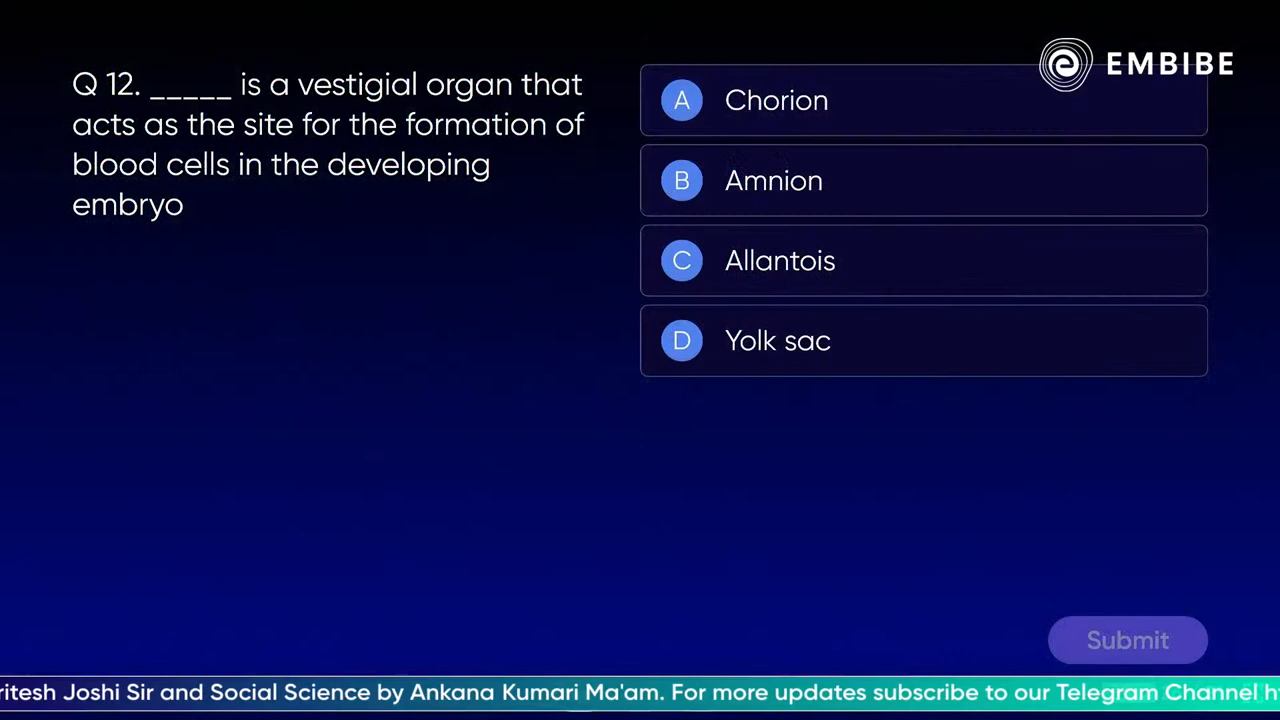 EMBIBE
Q 12. _____ is a vestigial organ that
acts as the site for the formation of
blood cells in the developing
embryo
A Chorion
B Amnion
C Allantois
D Yolk sac
Submit
Joshi Sir and Social Science by Ankana Kumari Ma'am. For more updates subscribe to our Telegram Channel